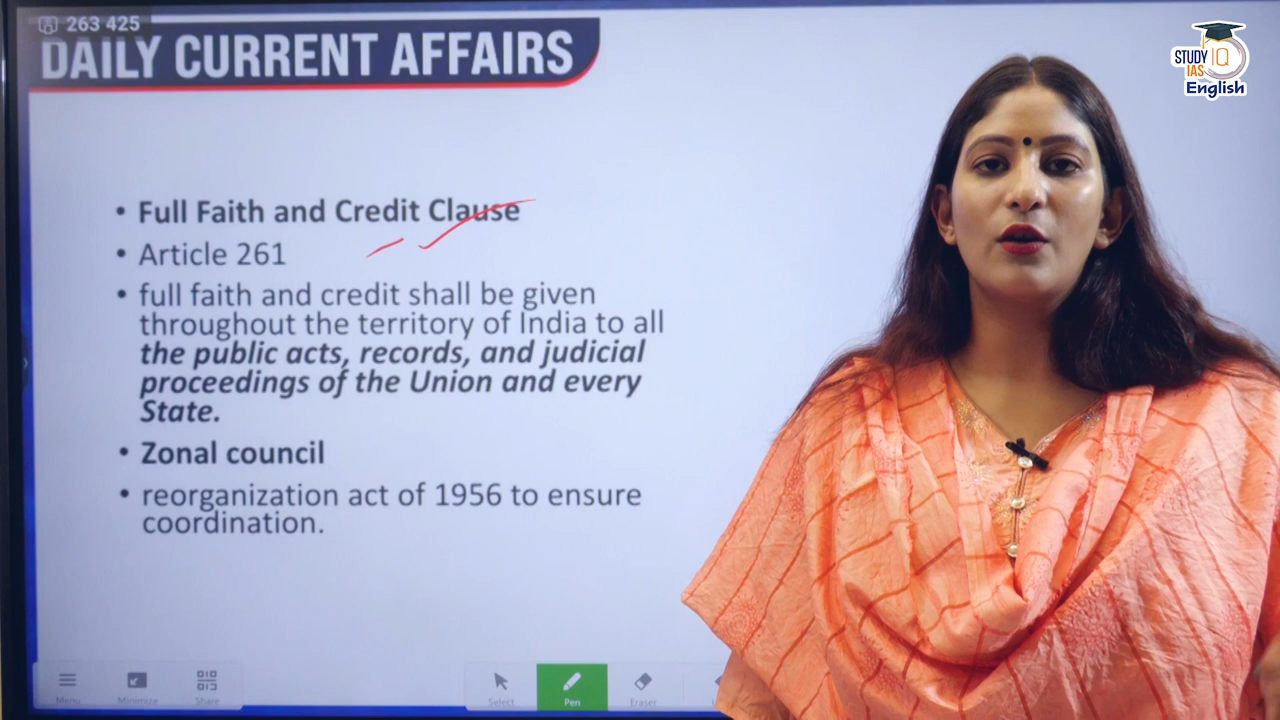 263 425
DAILY CURRENT AFFAIRS
STUDY IQ
IAS
English
• Full Faith and Credit Clause
• Article 261
• full faith and credit shall be given
throughout the territory of India to all
the public acts, records, and judicial
proceedings of the Union and every
State.
• Zonal council
• reorganization act of 1956 to ensure
coordination.
Menu Minimize Share Select Pen Eraser